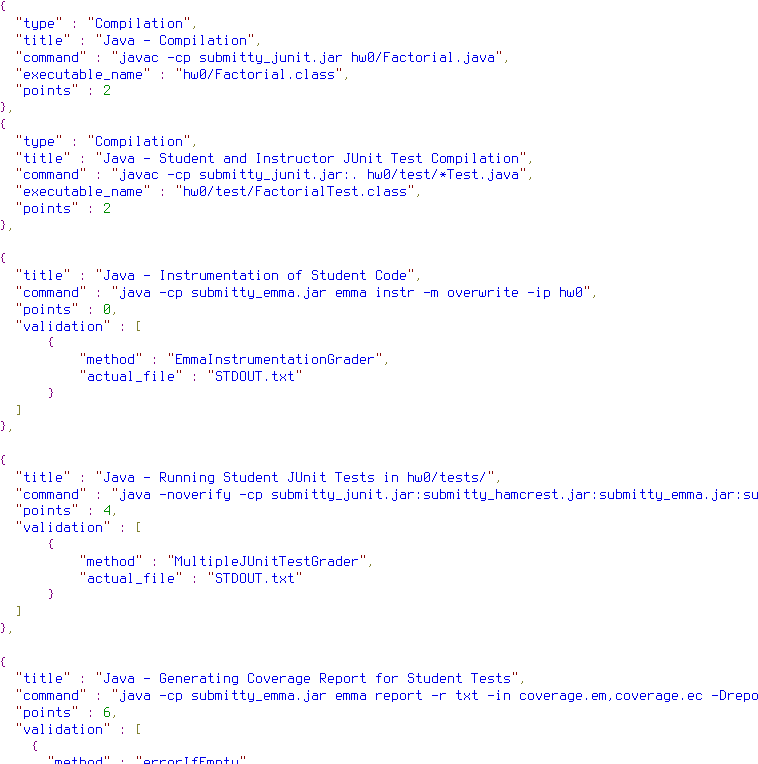 {
  "type" : "Compilation",
  "title" : "Java - Compilation",
  "command" : "javac -cp submitty_junit.jar hw0/Factorial.java",
  "executable_name" : "hw0/Factorial.class",
  "points" : 2
},
{
  "type" : "Compilation",
  "title" : "Java - Student and Instructor JUnit Test Compilation",
  "command" : "javac -cp submitty_junit.jar:. hw0/test/*Test.java",
  "executable_name" : "hw0/test/FactorialTest.class",
  "points" : 2
},
{
  "title" : "Java - Instrumentation of Student Code",
  "command" : "java -cp submitty_emma.jar emma instr -m overwrite -ip hw0",
  "points" : 0,
  "validation" : [
      {
          "method" : "EmmaInstrumentationGrader",
          "actual_file" : "STDOUT.txt"
      }
  ]
},
{
  "title" : "Java - Running Student JUnit Tests in hw0/tests/",
  "command" : "java -noverify -cp submitty_junit.jar:submitty_hamcrest.jar:submitty_emma.jar:su
  "points" : 4,
  "validation" : [
      {
          "method" : "MultipleJUnitTestGrader",
          "actual_file" : "STDOUT.txt"
      }
  ]
},
{
  "title" : "Java - Generating Coverage Report for Student Tests",
  "command" : "java -cp submitty_emma.jar emma report -r txt -in coverage.em,coverage.ec -Drepo
  "points" : 6,
  "validation" : [
    {
      "method" : "errorIfEmpty"